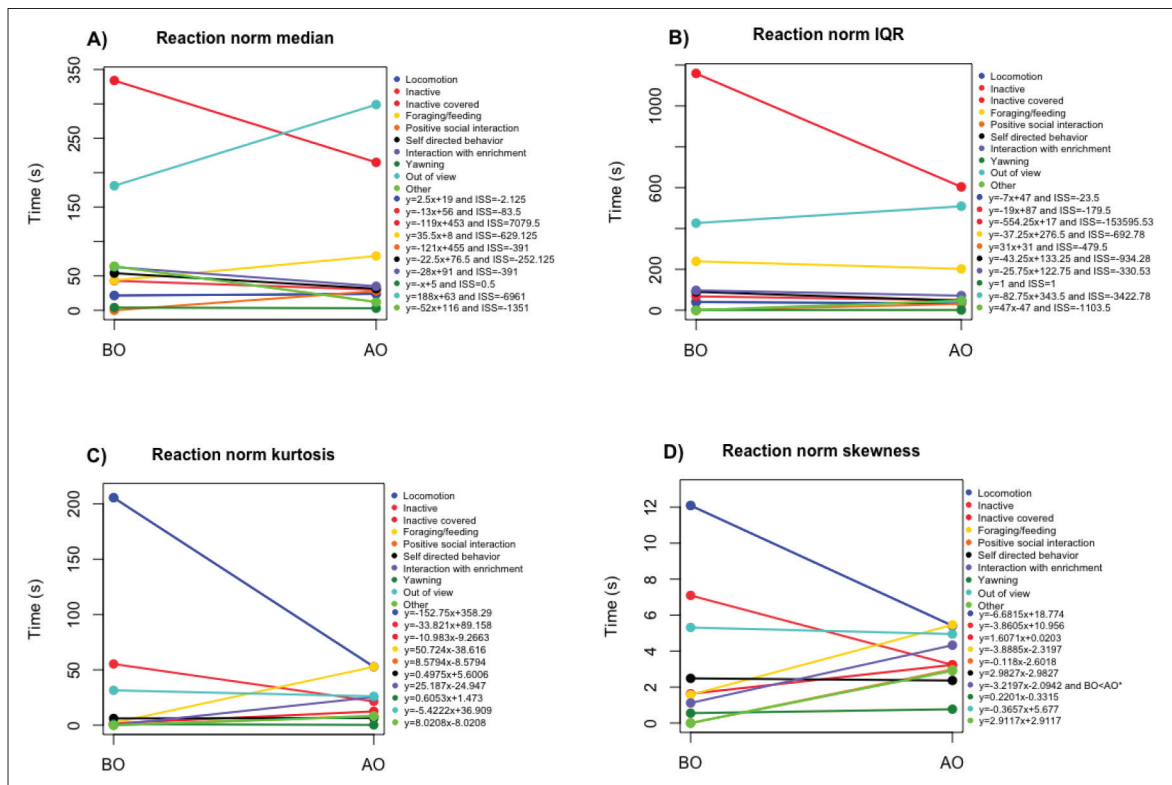 A) Reaction norm median
Time (s)
350
250
150
50
0
BO AO
Locomotion
Inactive
Inactive covered
Foraging/feeding
Positive social interaction
Self directed behavior
Interaction with enrichment
Yawning
Out of view
Other
y=2.5x+19 and ISS=-2.125
y=-13x+56 and ISS=-83.5
y=-119x+453 and ISS=7079.5
y=35.5x+8 and ISS=-629.125
y=-121x+455 and ISS=-391
y=-22.5x+76.5 and ISS=-252.125
y=-28x+91 and ISS=-391
y=-x+5 and ISS=0.5
y=188x+63 and ISS=-6961
y=-52x+116 and ISS=-1351
B) Reaction norm IQR
Time (s)
1000
600
200
0
BO AO
Locomotion
Inactive
Inactive covered
Foraging/feeding
Positive social interaction
Self directed behavior
Interaction with enrichment
Yawning
Out of view
Other
y=-7x+47 and ISS=-23.5
y=-19x+87 and ISS=-179.5
y=-554.25x+17 and ISS=-153595.53
y=-37.25x+276.5 and ISS=-692.78
y=31x+31 and ISS=-479.5
y=-43.25x+133.25 and ISS=-934.28
y=-25.75x+122.75 and ISS=-330.53
y=1 and ISS=1
y=-82.75x+343.5 and ISS=-3422.78
y=47x-47 and ISS=-1103.5
C) Reaction norm kurtosis
Time (s)
200
150
100
50
0
BO AO
Locomotion
Inactive
Inactive covered
Foraging/feeding
Positive social interaction
Self directed behavior
Interaction with enrichment
Yawning
Out of view
Other
y=-152.75x+358.29
y=-33.821x+89.158
y=-10.983x-9.2663
y=50.724x-38.616
y=8.5794x-8.5794
y=0.4975x+5.6006
y=25.187x-24.947
y=0.6053x+1.473
y=-5.4222x+36.909
y=8.0208x-8.0208
D) Reaction norm skewness
Time (s)
12
10
8
6
4
2
0
BO AO
Locomotion
Inactive
Inactive covered
Foraging/feeding
Positive social interaction
Self directed behavior
Interaction with enrichment
Yawning
Out of view
Other
y=-6.6815x+18.774
y=-3.8605x+10.956
y=1.6071x+0.0203
y=-3.8885x-2.3197
y=-0.118x-2.6018
y=2.9827x-2.9827
y=-3.2197x-2.0942 and BO<AO*
y=0.2201x-0.3315
y=-0.3657x+5.677
y=2.9117x+2.9117